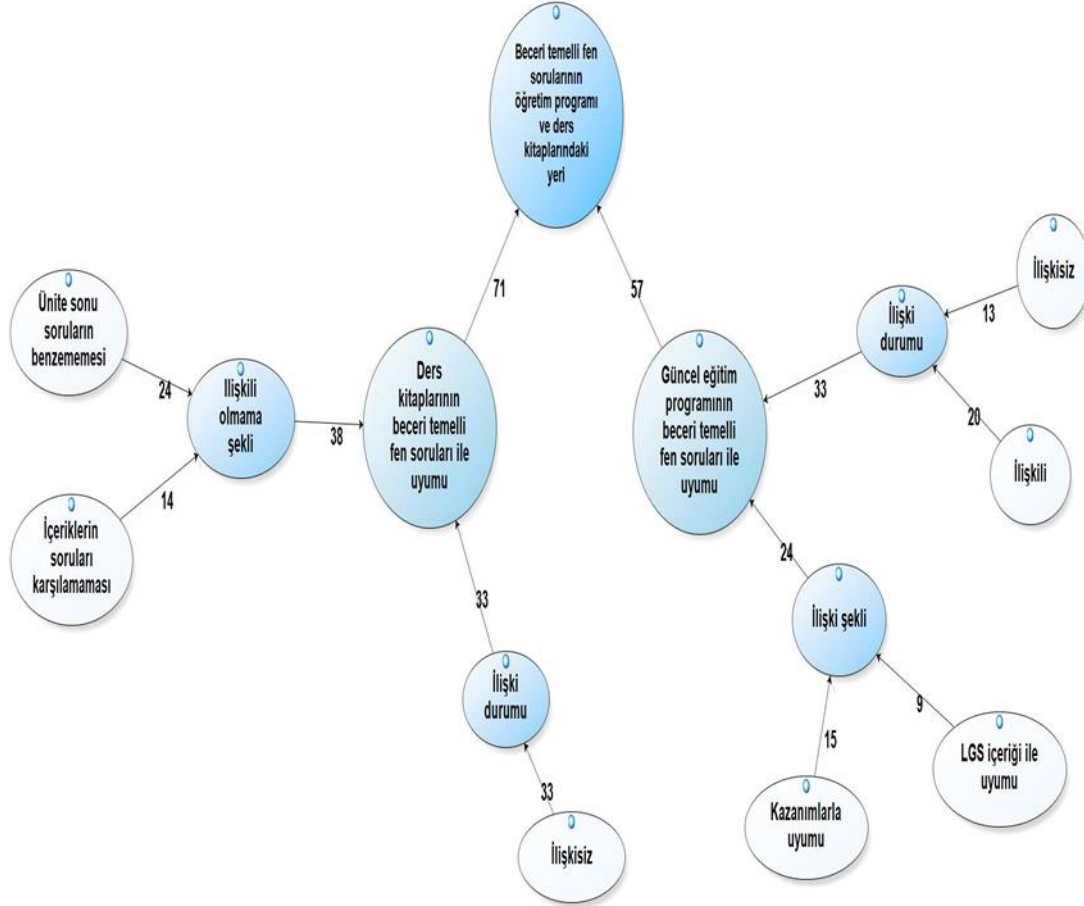 Beceri temelli fen
sorularının
öğretim programı
ve ders
kitaplarındaki
yeri
71
57
Ünite sonu
soruların
benzememesi
24
İlişkili
olmama
şekli
38
İçeriklerin
soruları
karşılamaması
14
Ders
kitaplarının
beceri temelli
fen soruları ile
uyumu
33
İlişki
durumu
33
İlişkisiz
Güncel eğitim
programının
beceri temelli
fen soruları ile
uyumu
33
İlişki
durumu
13
İlişkisiz
20
İlişkili
24
İlişki şekli
15
Kazanımlarla
uyumu
9
LGS içeriği ile
uyumu